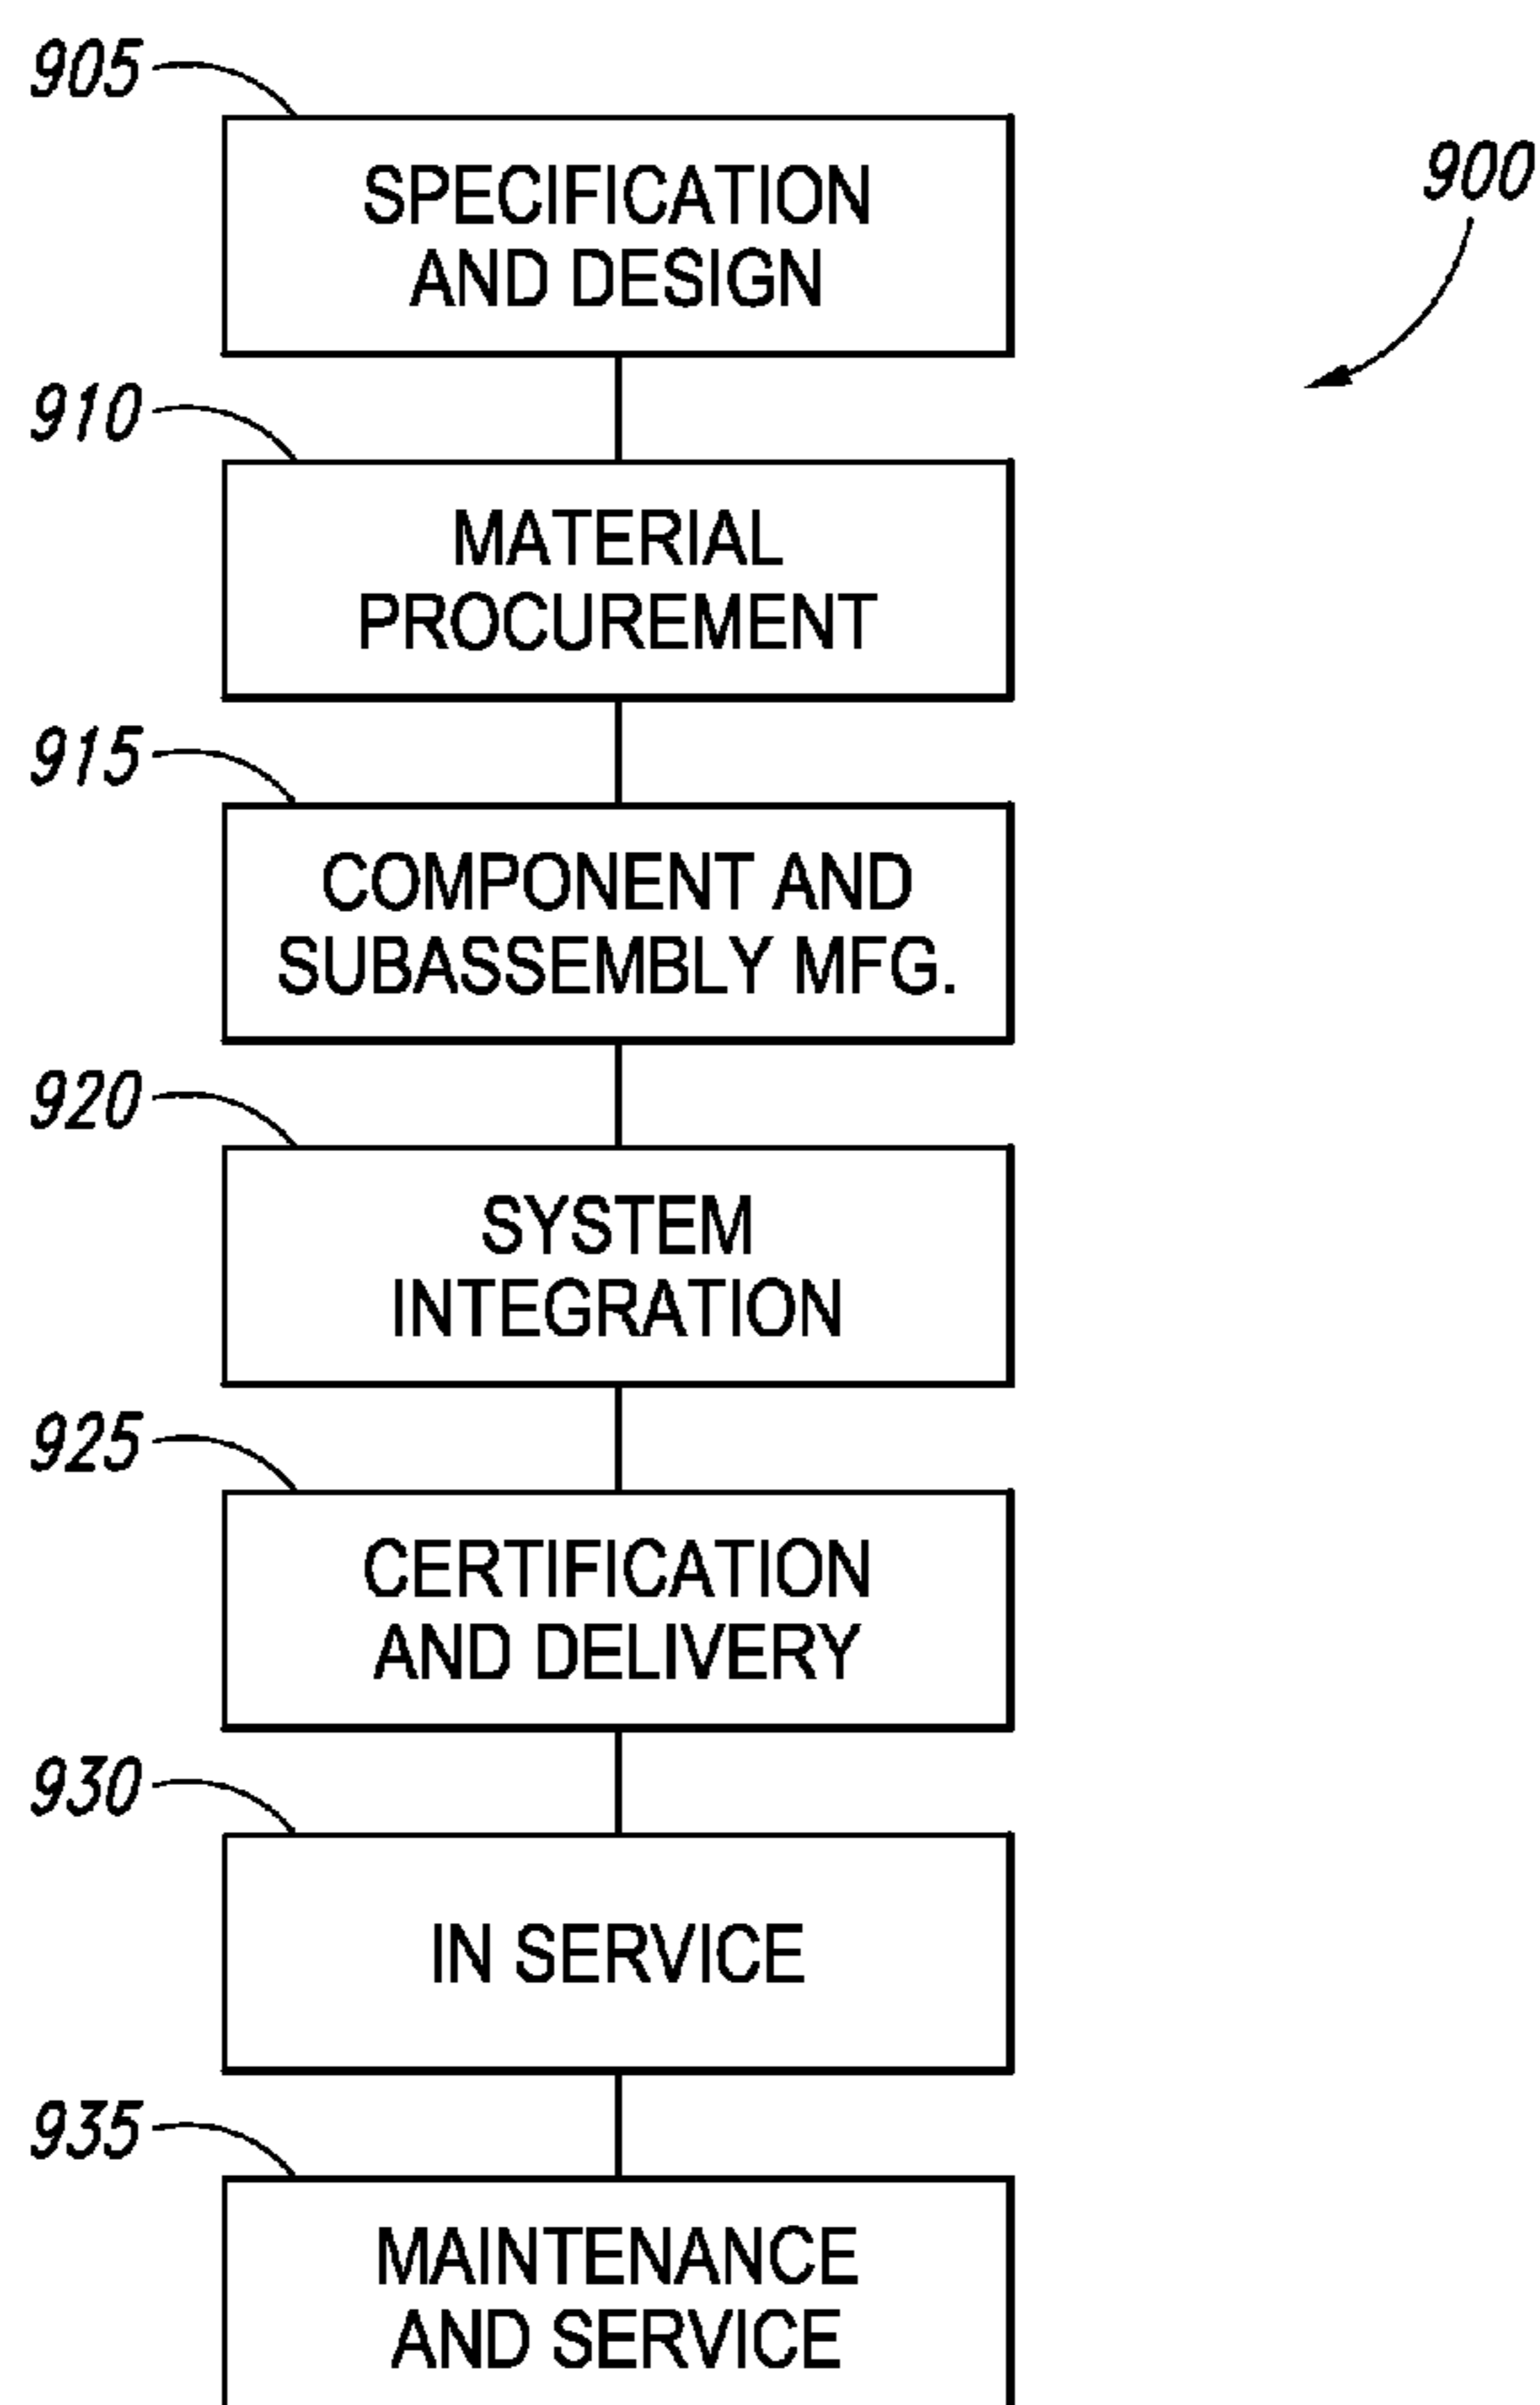 905
900
SPECIFICATION
AND DESIGN
910
MATERIAL
PROCUREMENT
915
COMPONENT AND
SUBASSEMBLY MFG.
920
SYSTEM
INTEGRATION
925
CERTIFICATION
AND DELIVERY
930
IN SERVICE
935
MAINTENANCE
AND SERVICE